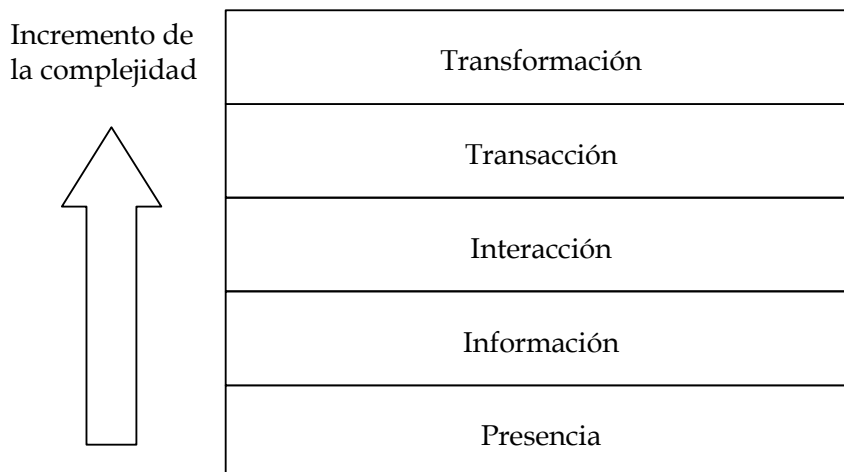 Incremento de
la complejidad
Transformación
Transacción
Interacción
Información
Presencia